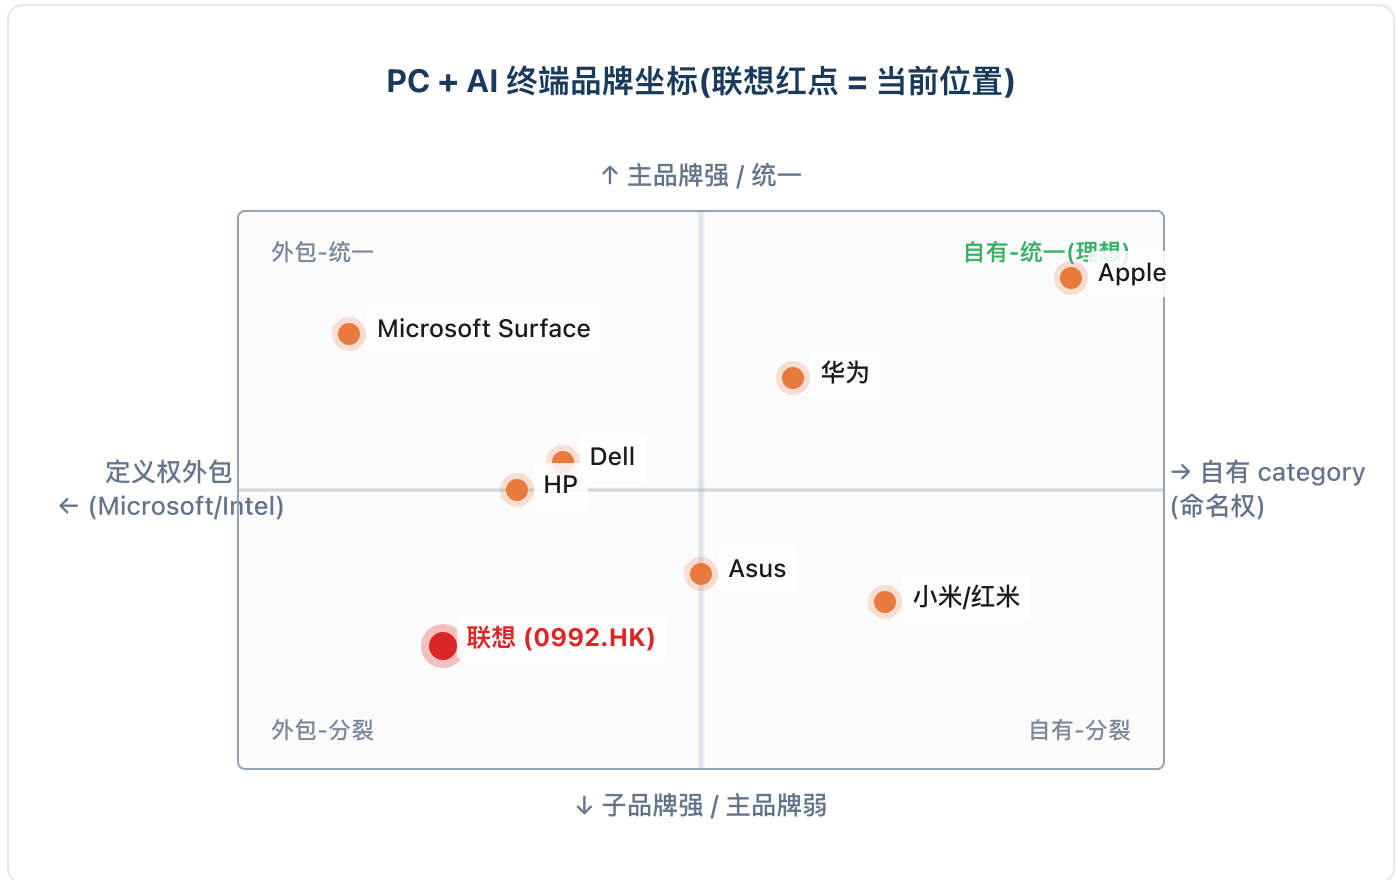 PC + AI 终端品牌坐标(联想红点 = 当前位置)
↑ 主品牌强 / 统一
外包-统一
自有-统一(理想)
Apple
Microsoft Surface
华为
Dell
HP
定义权外包
← (Microsoft/Intel)
→ 自有 category
(命名权)
Asus
小米/红米
联想 (0992.HK)
外包-分裂
自有-分裂
↓ 子品牌强 / 主品牌弱